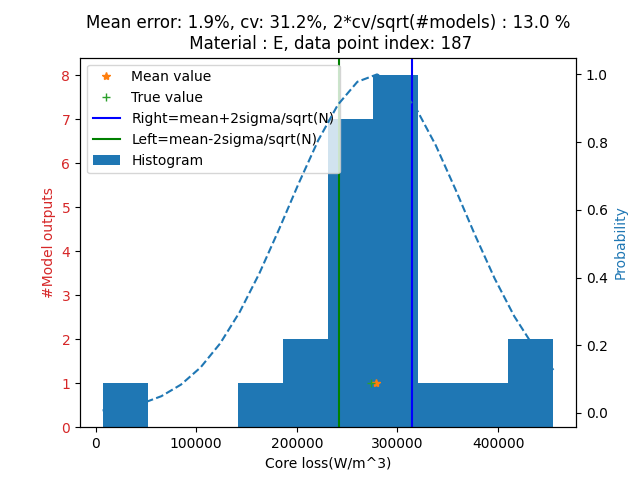 Mean error: 1.9%, cv: 31.2%, 2*cv/sqrt(#models) : 13.0 %
Material : E, data point index: 187
Mean value
True value
Right=mean+2sigma/sqrt(N)
Left=mean-2sigma/sqrt(N)
Histogram
#Model outputs
8
7
6
5
4
3
2
1
0
Probability
1.0
0.8
0.6
0.4
0.2
0.0
0 100000 200000 300000 400000
Core loss(W/m^3)